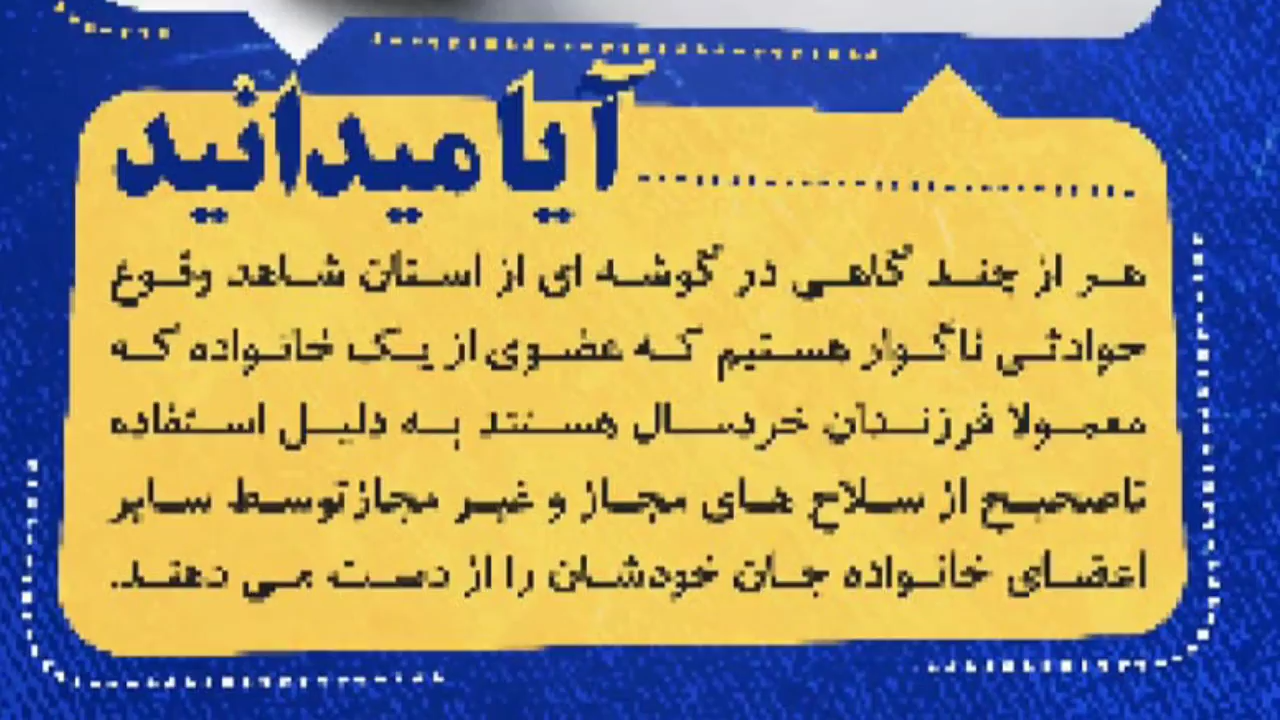 آیا میدانید
هر از چند گاهی در گوشه ای از استان شاهد وقوع
حوادثی ناگوار هستیم که عضوی از یک خانواده که
معمولا فرزندان خردسال هستند به دلیل استفاده
ناصحیح از سلاح های مجاز و غیر مجاز توسط سایر
اعضای خانواده جان خودشان را از دست می دهند.